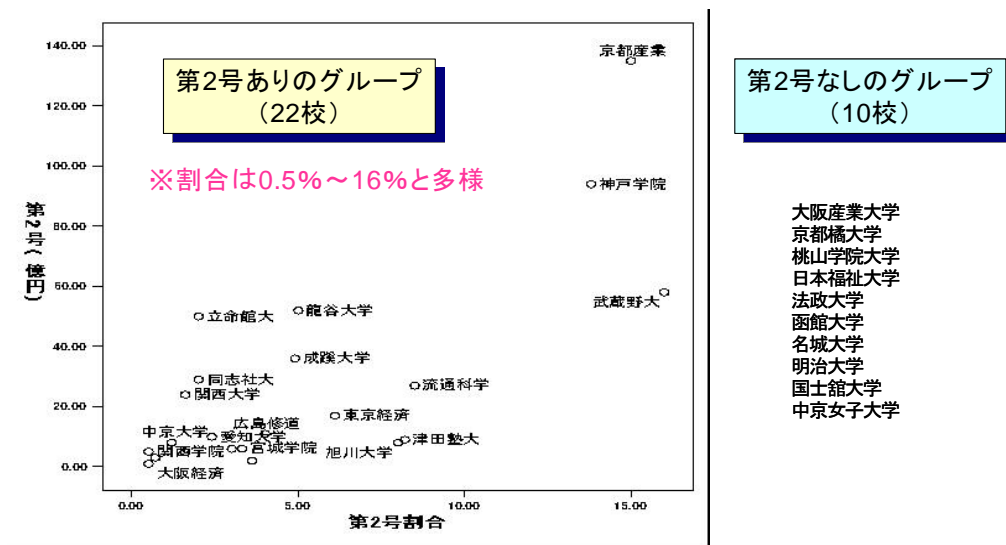 第2号ありのグループ
(22校)
※割合は0.5%~16%と多様
第2号(億円)
140.00
120.00
100.00
80.00
60.00
40.00
20.00
0.00
京都産業
神戸学院
武蔵野大
立命館大
龍谷大学
成蹊大学
同志社大
関西大学
流通科学
東京経済
広島修道
中京大学
愛知大学
津田塾大
関西学院
宮城学院
旭川大学
大阪経済
0.00
5.00
10.00
15.00
第2号割合
第2号なしのグループ
(10校)
大阪産業大学
京都橘大学
桃山学院大学
日本福祉大学
法政大学
函館大学
名城大学
明治大学
国士舘大学
中京女子大学